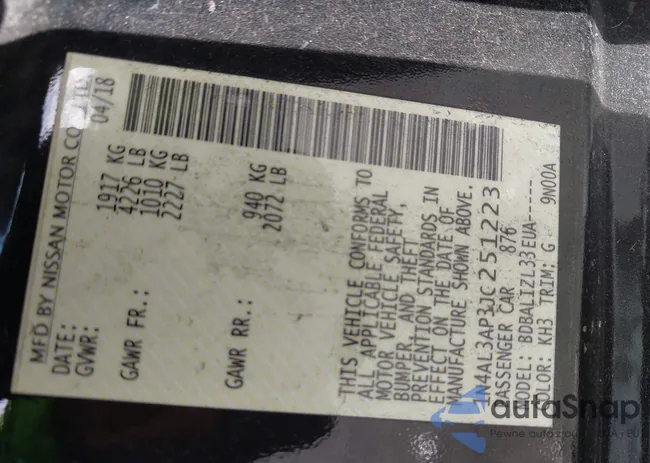 MFD BY NISSAN MOTOR CO., LTD.
DATE: 04/18
GVWR: 1917 KG
4226 LB
GAWR FR.: 1010 KG
2227 LB
GAWR RR.: 940 KG
2072 LB
THIS VEHICLE CONFORMS TO
ALL APPLICABLE FEDERAL
MOTOR VEHICLE SAFETY,
BUMPER, AND THEFT
PREVENTION STANDARDS IN
EFFECT ON THE DATE OF
MANUFACTURE SHOWN ABOVE.
1N4AL3AP3JC251223
PASSENGER CAR 876
MODEL: BDBALIZL33EUA-----
COLOR: KH3 TRIM: G 9N00A
autoSnap